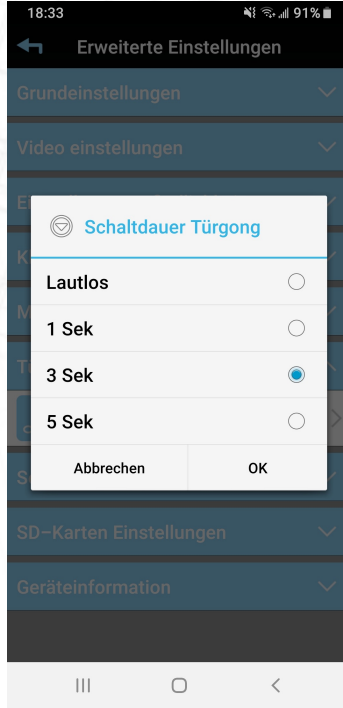 18:33 91%
Erweiterte Einstellungen
Grundeinstellungen
Video einstellungen
Schaltdauer Türgong
Lautlos
1 Sek
3 Sek
5 Sek
Abbrechen OK
SD-Karten Einstellungen
Geräteinformation